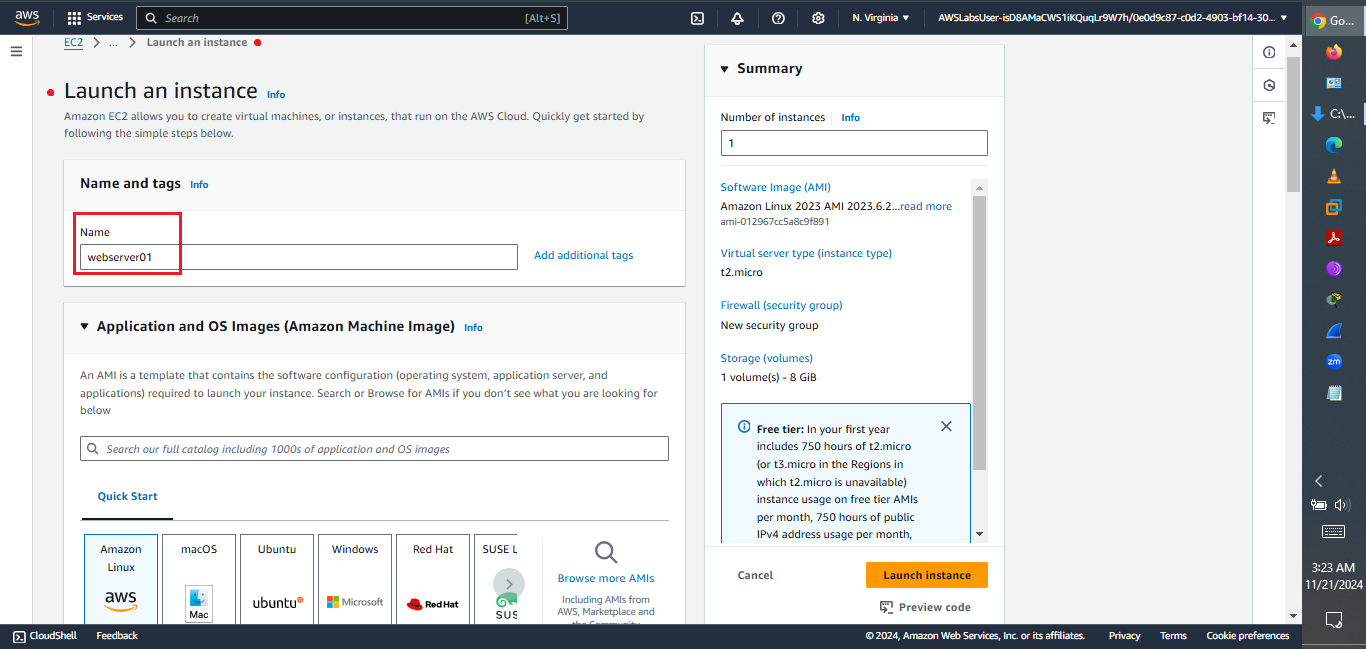 aws
Services
Search
[Alt+S]
N. Virginia
AWSLabsUser-isD8AMaCWS1iKQuqLr9W7h/0e0d9c87-c0d2-4903-bf14-30...
Go...
EC2 > ... > Launch an instance
Launch an instance Info
Amazon EC2 allows you to create virtual machines, or instances, that run on the AWS Cloud. Quickly get started by
following the simple steps below.
Name and tags Info
Name
webserver01
Add additional tags
Application and OS Images (Amazon Machine Image) Info
An AMI is a template that contains the software configuration (operating system, application server, and
applications) required to launch your instance. Search or Browse for AMIs if you don't see what you are looking for
below
Search our full catalog including 1000s of application and OS images
Quick Start
Amazon
Linux
aws
macOS
Mac
Ubuntu
ubuntu
Windows
Microsoft
Red Hat
Red Hat
SUSE L
SUS
Browse more AMIs
Including AMIs from
AWS, Marketplace and
the Community
Summary
Number of instances Info
1
Software Image (AMI)
Amazon Linux 2023 AMI 2023.6.2...read more
ami-012967cc5a8c9f891
Virtual server type (instance type)
t2.micro
Firewall (security group)
New security group
Storage (volumes)
1 volume(s) - 8 GiB
Free tier: In your first year
includes 750 hours of t2.micro
(or t3.micro in the Regions in
which t2.micro is unavailable)
instance usage on free tier AMIs
per month, 750 hours of public
IPv4 address usage per month,
Cancel
Launch instance
Preview code
C:\...
zm
3:23 AM
11/21/2024
CloudShell
Feedback
© 2024, Amazon Web Services, Inc. or its affiliates.
Privacy
Terms
Cookie preferences